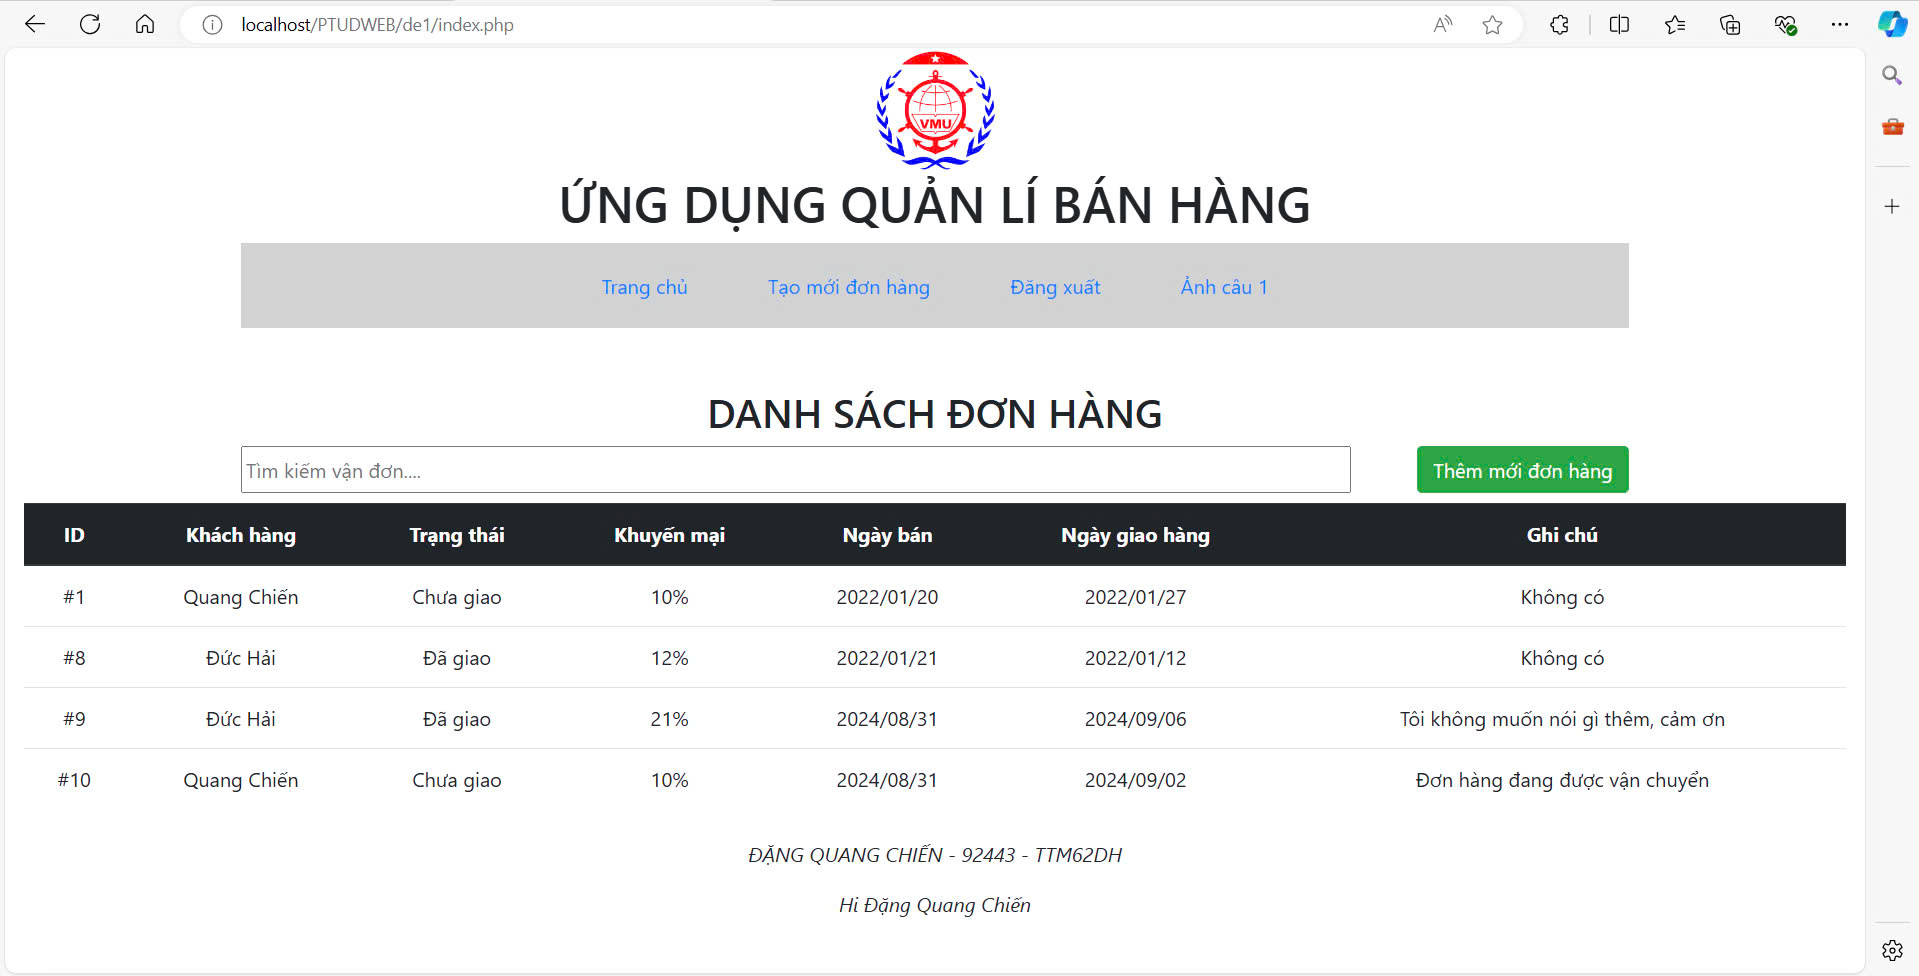 localhost/PTUDWEB/de1/index.php
VMU
ỨNG DỤNG QUẢN LÍ BÁN HÀNG
Trang chủ Tạo mới đơn hàng Đăng xuất Ảnh câu 1
DANH SÁCH ĐƠN HÀNG
Tìm kiếm vận đơn.... Thêm mới đơn hàng
ID Khách hàng Trạng thái Khuyến mại Ngày bán Ngày giao hàng Ghi chú
#1 Quang Chiến Chưa giao 10% 2022/01/20 2022/01/27 Không có
#8 Đức Hải Đã giao 12% 2022/01/21 2022/01/12 Không có
#9 Đức Hải Đã giao 21% 2024/08/31 2024/09/06 Tôi không muốn nói gì thêm, cảm ơn
#10 Quang Chiến Chưa giao 10% 2024/08/31 2024/09/02 Đơn hàng đang được vận chuyển
ĐẶNG QUANG CHIẾN - 92443 - TTM62DH
Hi Đặng Quang Chiến